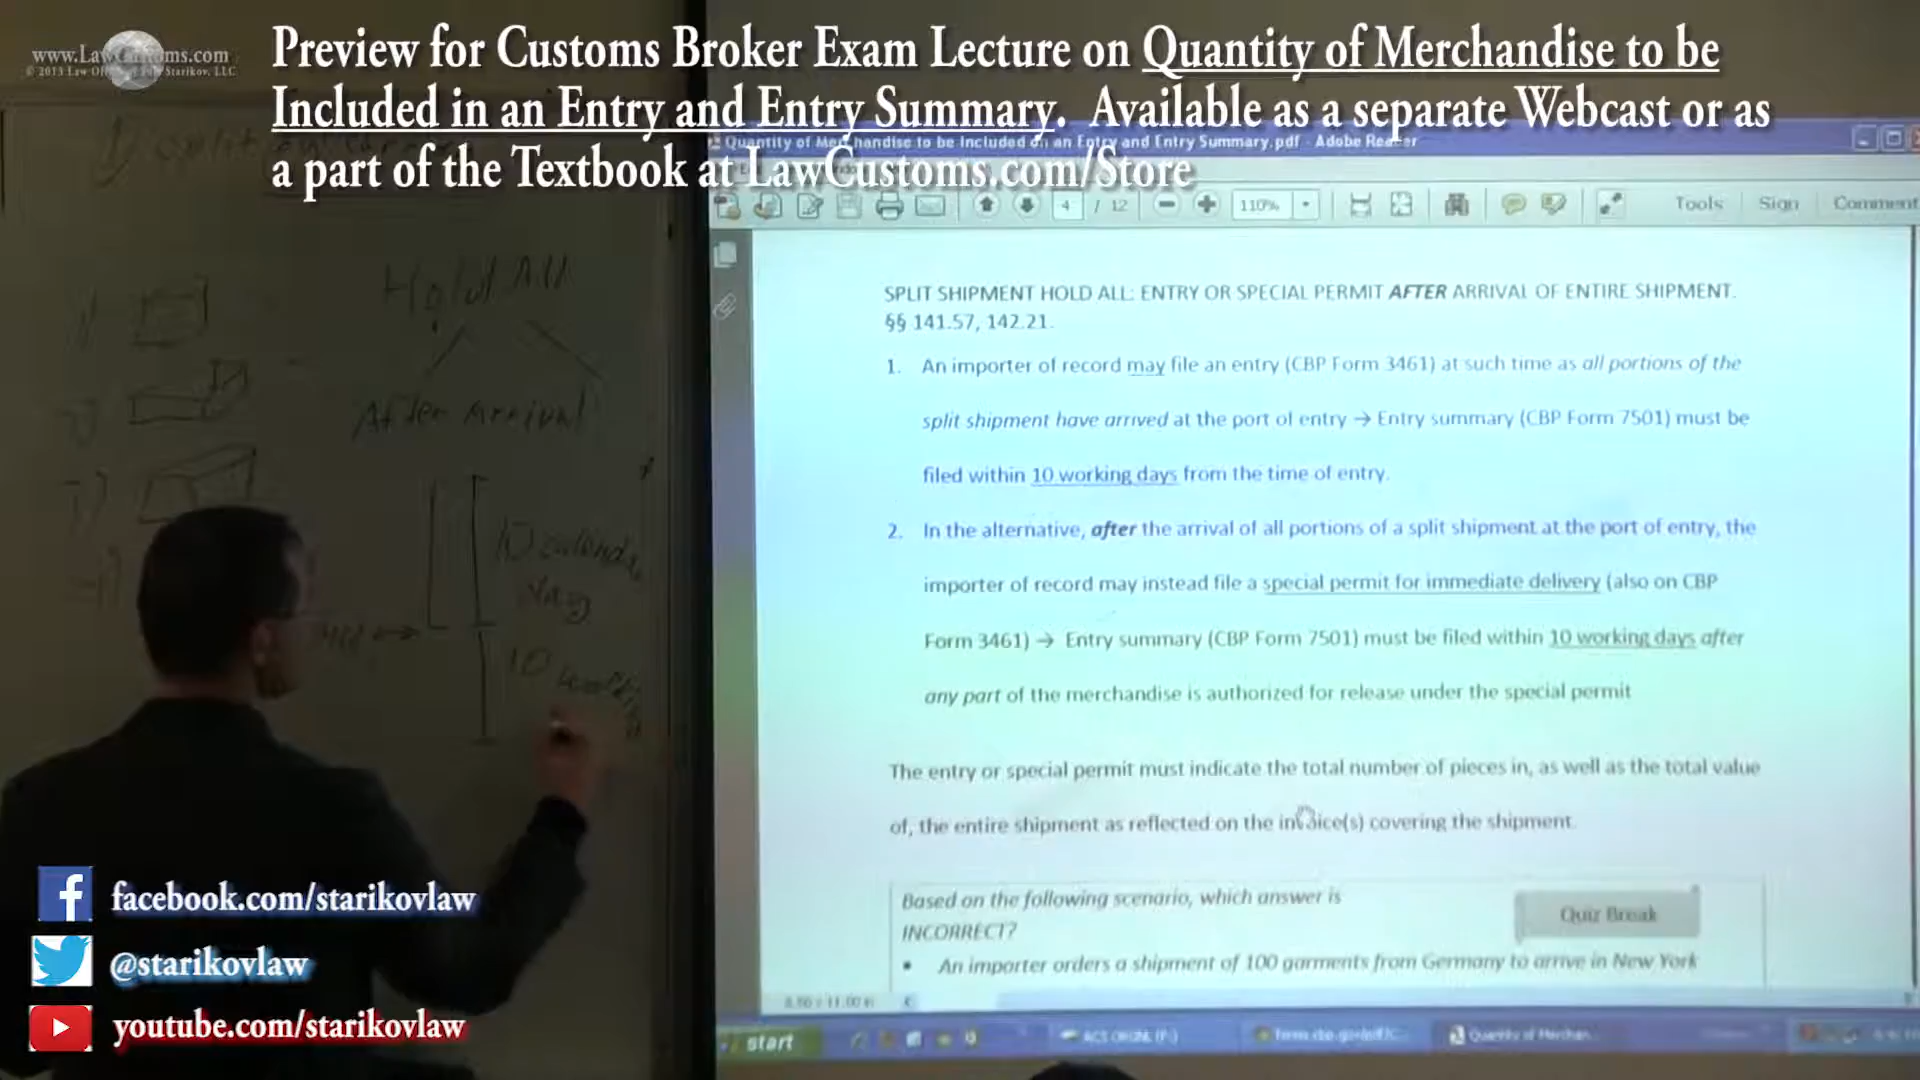 www.LawCustoms.com
Preview for Customs Broker Exam Lecture on Quantity of Merchandise to be
Included in an Entry and Entry Summary. Available as a separate Webcast or as
a part of the Textbook at LawCustoms.com/Store
Quantity of Merchandise to be Included on an Entry and Entry Summary.pdf - Adobe Reader
4 / 12
110%
Tools
Sign
Comment
SPLIT SHIPMENT HOLD ALL: ENTRY OR SPECIAL PERMIT AFTER ARRIVAL OF ENTIRE SHIPMENT.
§§ 141.57, 142.21.
1. An importer of record may file an entry (CBP Form 3461) at such time as all portions of the
split shipment have arrived at the port of entry → Entry summary (CBP Form 7501) must be
filed within 10 working days from the time of entry.
2. In the alternative, after the arrival of all portions of a split shipment at the port of entry, the
importer of record may instead file a special permit for immediate delivery (also on CBP
Form 3461) → Entry summary (CBP Form 7501) must be filed within 10 working days after
any part of the merchandise is authorized for release under the special permit
The entry or special permit must indicate the total number of pieces in, as well as the total value
of, the entire shipment as reflected on the invoice(s) covering the shipment.
Based on the following scenario, which answer is
INCORRECT?
Quiz Break
• An importer orders a shipment of 100 garments from Germany to arrive in New York
8.50 x 11.00 in
start
Hold All
After Arrival
10 calendar
days
10 working
facebook.com/starikovlaw
@starikovlaw
youtube.com/starikovlaw